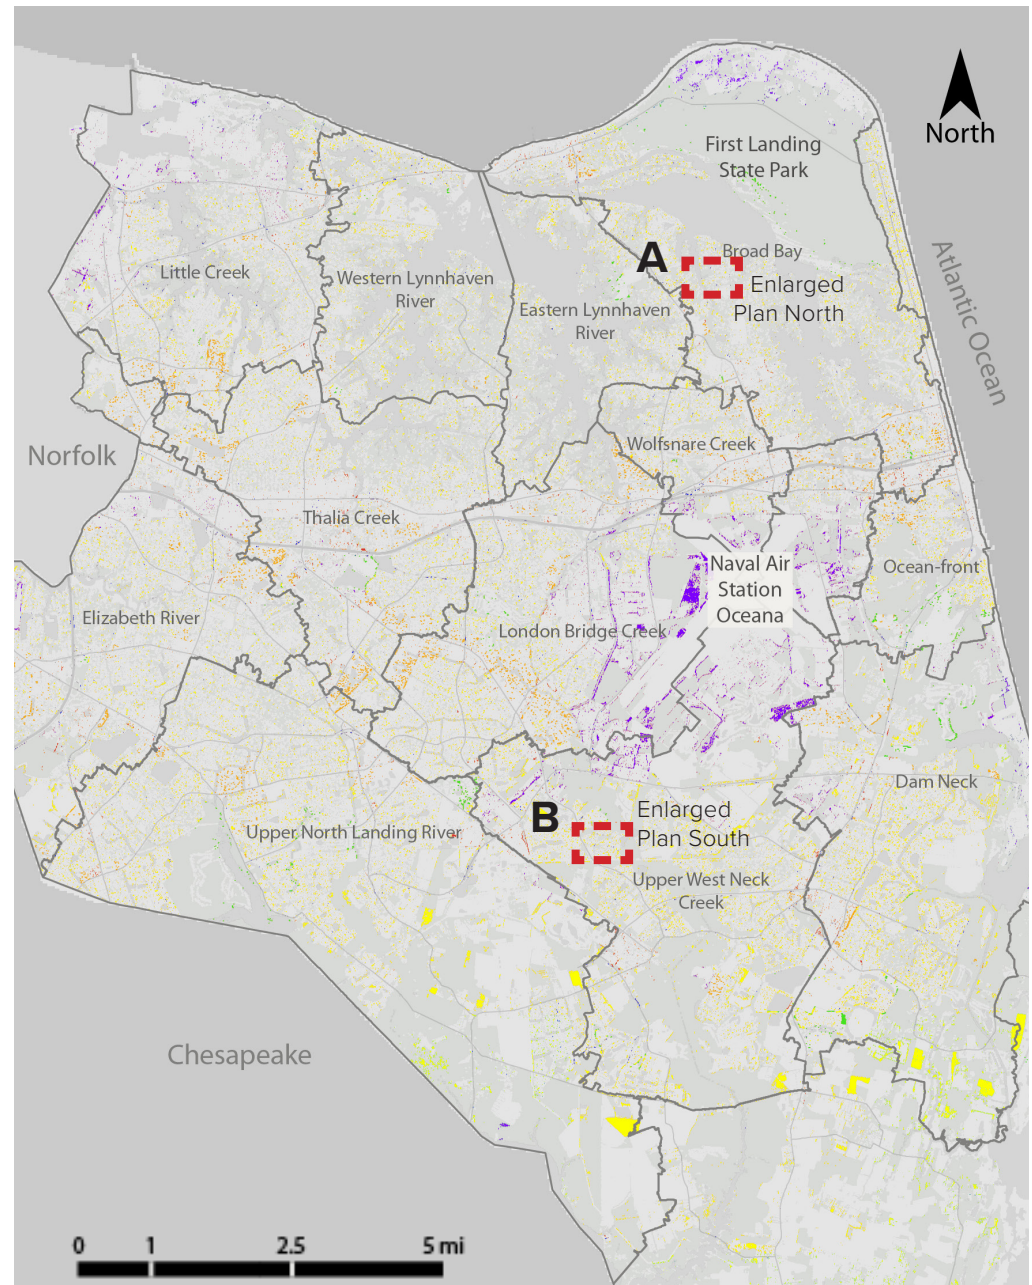 North
First Landing
State Park
A
Broad Bay
Enlarged
Plan North
Little Creek
Western Lynnhaven
River
Eastern Lynnhaven
River
Atlantic Ocean
Norfolk
Wolfsnare Creek
Thalia Creek
Naval Air
Station
Oceana
Ocean-front
Elizabeth River
London Bridge Creek
Dam Neck
B
Enlarged
Plan South
Upper North Landing River
Upper West Neck
Creek
Chesapeake
0 1 2.5 5 mi